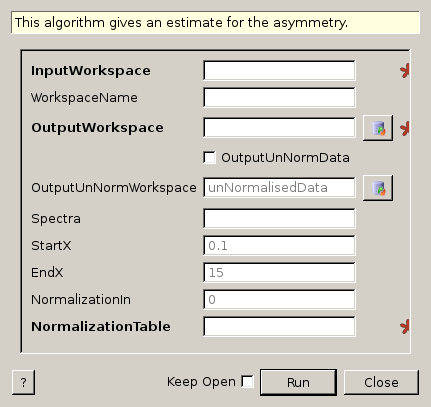 This algorithm gives an estimate for the asymmetry.
InputWorkspace
WorkspaceName
OutputWorkspace
OutputUnNormData
OutputUnNormWorkspace unNormalisedData
Spectra
StartX 0.1
EndX 15
NormalizationIn 0
NormalizationTable
? Keep Open Run Close